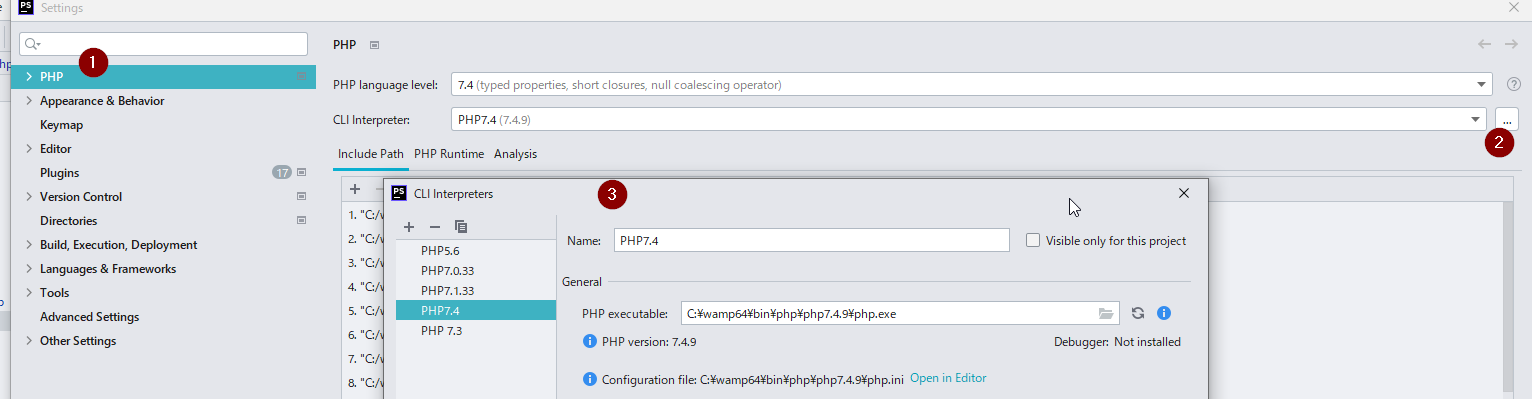 PS Settings
1
PHP
Appearance & Behavior
Keymap
Editor
Plugins 17
Version Control
Directories
Build, Execution, Deployment
Languages & Frameworks
Tools
Advanced Settings
Other Settings
PHP
PHP language level: 7.4 (typed properties, short closures, null coalescing operator)
CLI Interpreter: PHP7.4 (7.4.9) ...
2
Include Path PHP Runtime Analysis
1. "C:/w
2. "C:/w
3. "C:/w
4. "C:/w
5. "C:/w
6. "C:/w
7. "C:/w
8. "C:/w
PS CLI Interpreters
3
PHP5.6
PHP7.0.33
PHP7.1.33
PHP7.4
PHP 7.3
Name: PHP7.4 Visible only for this project
General
PHP executable: C:¥wamp64¥bin¥php¥php7.4.9¥php.exe
PHP version: 7.4.9 Debugger: Not installed
Configuration file: C:¥wamp64¥bin¥php¥php7.4.9¥php.ini Open in Editor